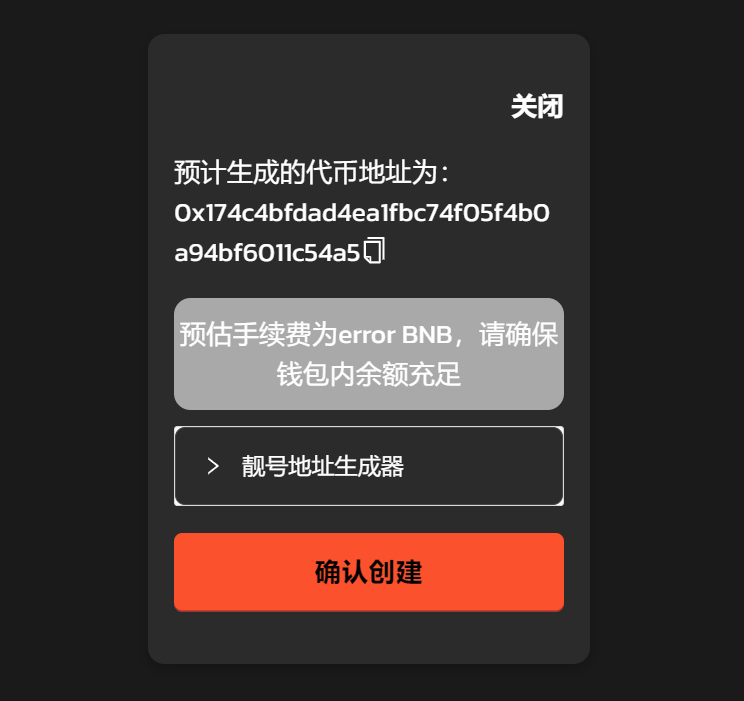 关闭
预计生成的代币地址为：
0x174c4bfdad4ea1fbc74f05f4b0
a94bf6011c54a5
预估手续费为error BNB，请确保
钱包内余额充足
靓号地址生成器
确认创建